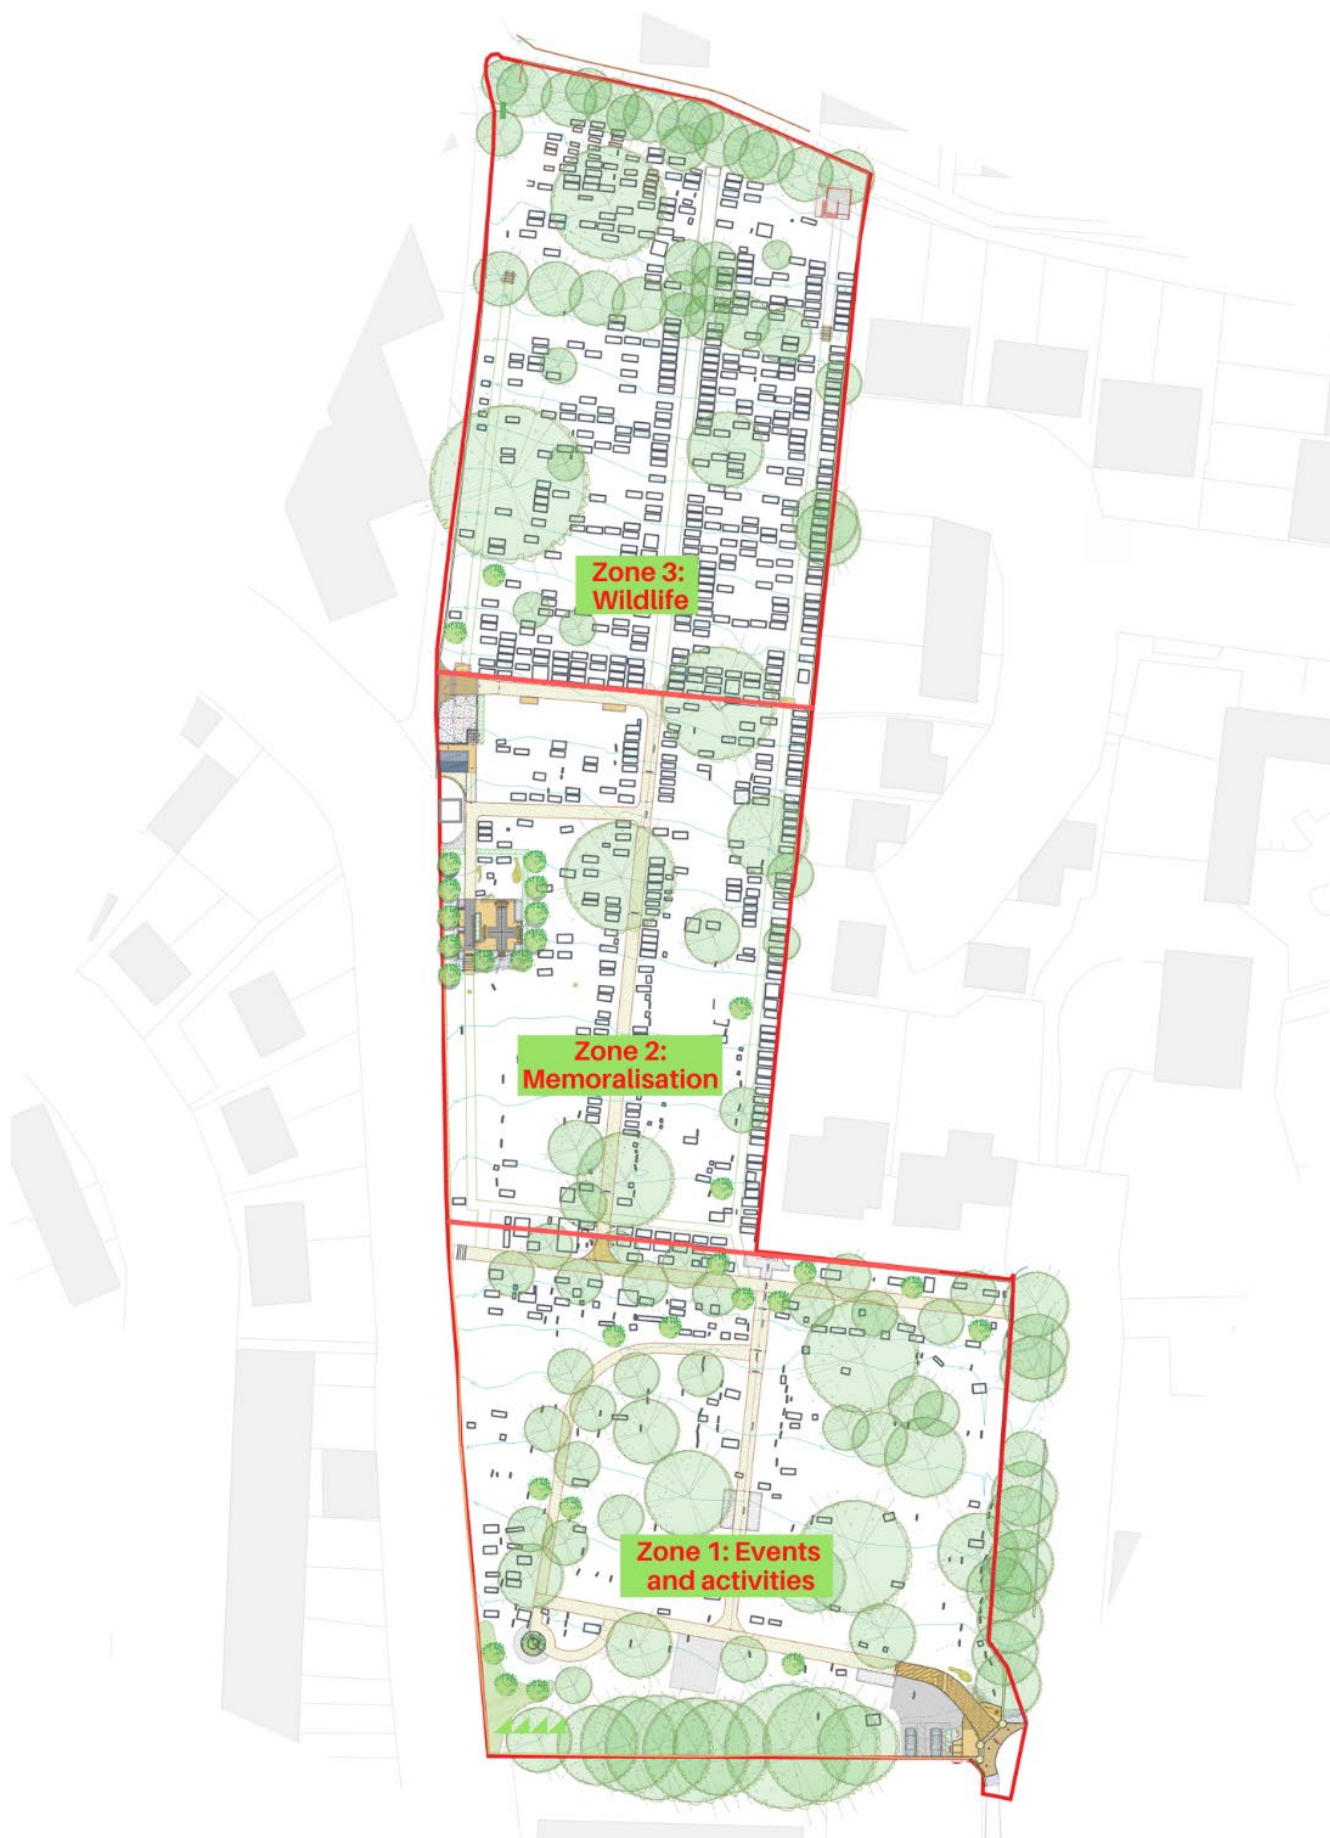 Zone 3:
Wildlife
Zone 2:
Memoralisation
Zone 1: Events
and activities